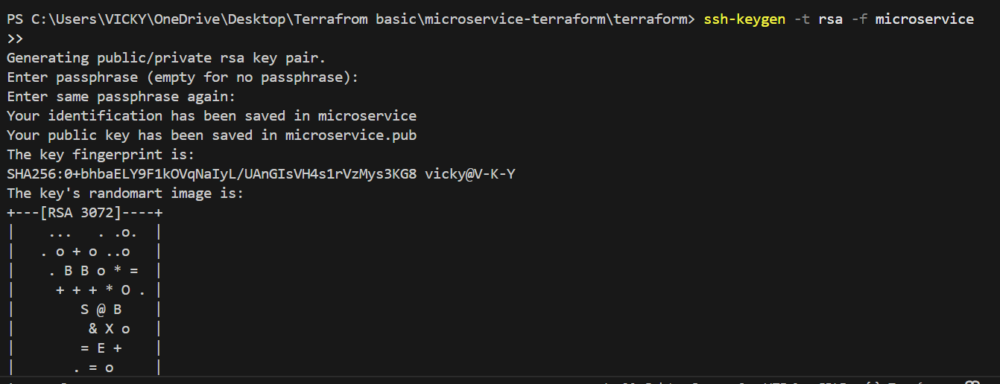 PS C:\Users\VICKY\OneDrive\Desktop\Terrafrom basic\microservice-terraform\terraform> ssh-keygen -t rsa -f microservice
>>
Generating public/private rsa key pair.
Enter passphrase (empty for no passphrase):
Enter same passphrase again:
Your identification has been saved in microservice
Your public key has been saved in microservice.pub
The key fingerprint is:
SHA256:0+bhbaELY9F1kOVqNaIyL/UAnGIsVH4s1rVzMys3KG8 vicky@V-K-Y
The key's randomart image is:
+---[RSA 3072]----+
|    ...   . .o.  |
|   . o + o ..o   |
|    . B B o * =  |
|     + + + * O . |
|        S @ B    |
|         & X o   |
|        = E +    |
|       . = o     |